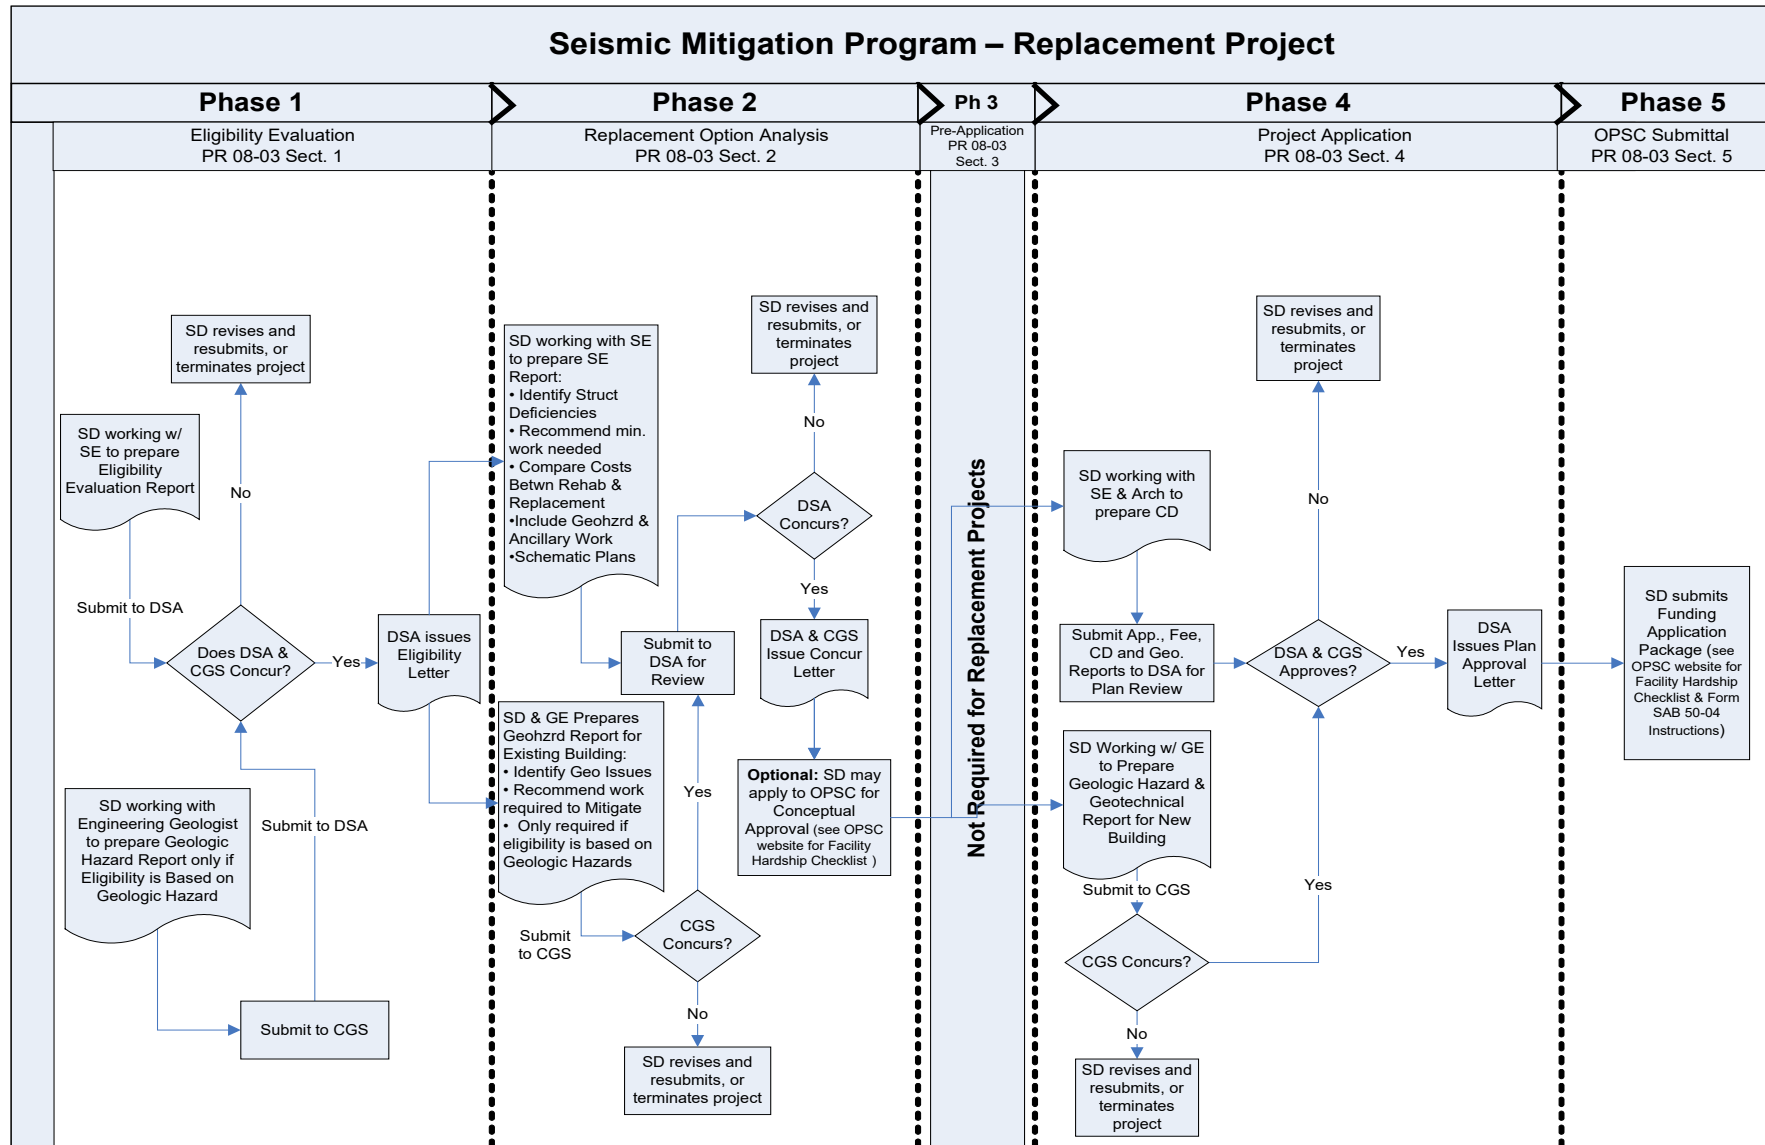 Seismic Mitigation Program – Replacement Project
Phase 1
Phase 2
Ph 3
Phase 4
Phase 5
Eligibility Evaluation
PR 08-03 Sect. 1
Replacement Option Analysis
PR 08-03 Sect. 2
Pre-Application
PR 08-03
Sect. 3
Project Application
PR 08-03 Sect. 4
OPSC Submittal
PR 08-03 Sect. 5
SD revises and
resubmits, or
terminates project
No
SD working w/
SE to prepare
Eligibility
Evaluation Report
Submit to DSA
Does DSA &
CGS Concur?
Yes
DSA issues
Eligibility
Letter
SD working with
Engineering Geologist
to prepare Geologic
Hazard Report only if
Eligibility is Based on
Geologic Hazard
Submit to DSA
Submit to CGS
SD working with SE
to prepare SE
Report:
• Identify Struct
Deficiencies
• Recommend min.
work needed
• Compare Costs
Betwn Rehab &
Replacement
•Include Geohzrd &
Ancillary Work
•Schematic Plans
Submit to
DSA for
Review
SD & GE Prepares
Geohzrd Report for
Existing Building:
• Identify Geo Issues
• Recommend work
required to Mitigate
• Only required if
eligibility is based on
Geologic Hazards
Submit
to CGS
CGS
Concurs?
Yes
No
SD revises and
resubmits, or
terminates project
SD revises and
resubmits, or
terminates
project
No
DSA
Concurs?
Yes
DSA & CGS
Issue Concur
Letter
Optional: SD may
apply to OPSC for
Conceptual
Approval (see OPSC
website for Facility
Hardship Checklist )
Not Required for Replacement Projects
SD working with
SE & Arch to
prepare CD
Submit App., Fee,
CD and Geo.
Reports to DSA for
Plan Review
SD Working w/ GE
to Prepare
Geologic Hazard &
Geotechnical
Report for New
Building
Submit to CGS
CGS Concurs?
No
SD revises and
resubmits, or
terminates
project
SD revises and
resubmits, or
terminates
project
No
DSA & CGS
Approves?
Yes
Yes
DSA
Issues Plan
Approval
Letter
SD submits
Funding
Application
Package (see
OPSC website for
Facility Hardship
Checklist & Form
SAB 50-04
Instructions)